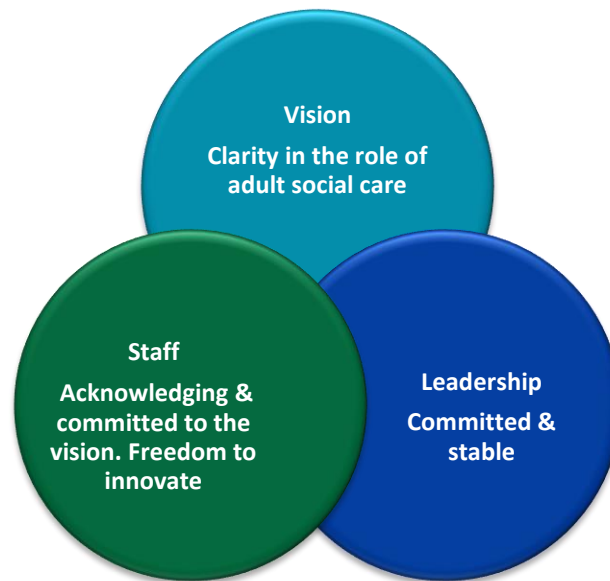 Vision
Clarity in the role of
adult social care
Staff
Acknowledging &
committed to the
vision. Freedom to
innovate
Leadership
Committed &
stable